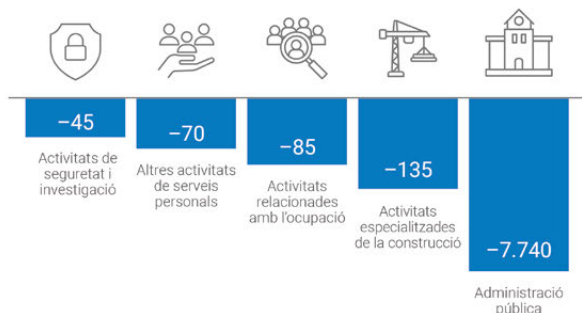 −45
Activitats de
seguretat i
investigació
−70
Altres activitats
de serveis
personals
−85
Activitats
relacionades
amb l'ocupació
−135
Activitats
especialitzades
de la construcció
−7.740
Administració
pública